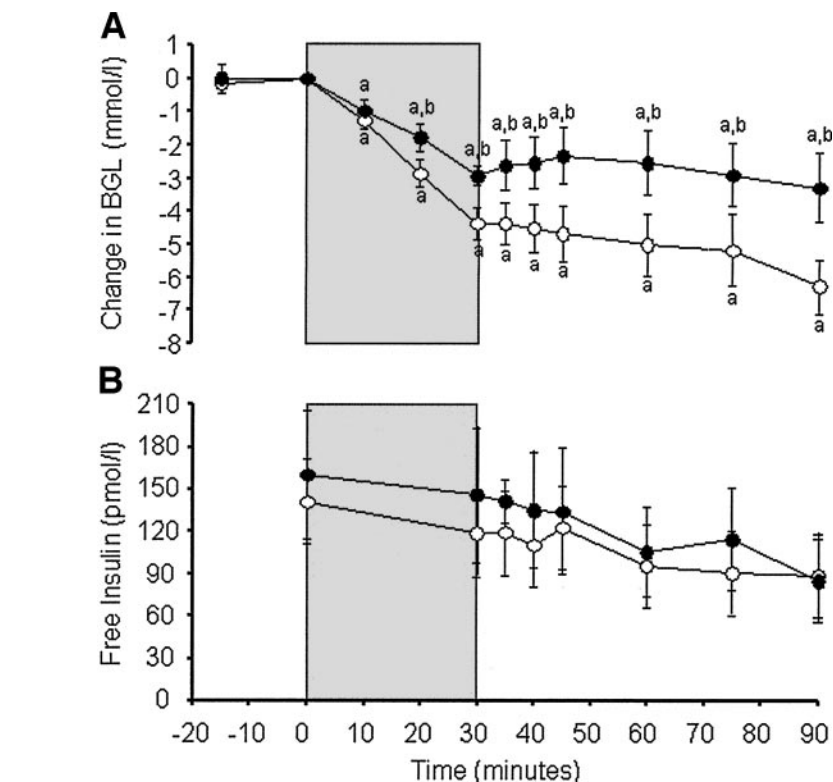 A
Change in BGL (mmol/l)
1
0
-1
-2
-3
-4
-5
-6
-7
-8
a
a,b
a,b
a,b
a,b
a,b
a,b
a,b
a,b
a
a
a
a
a
a
a
a
a
B
Free Insulin (pmol/l)
210
180
150
120
90
60
30
0
-20 -10 0 10 20 30 40 50 60 70 80 90
Time (minutes)